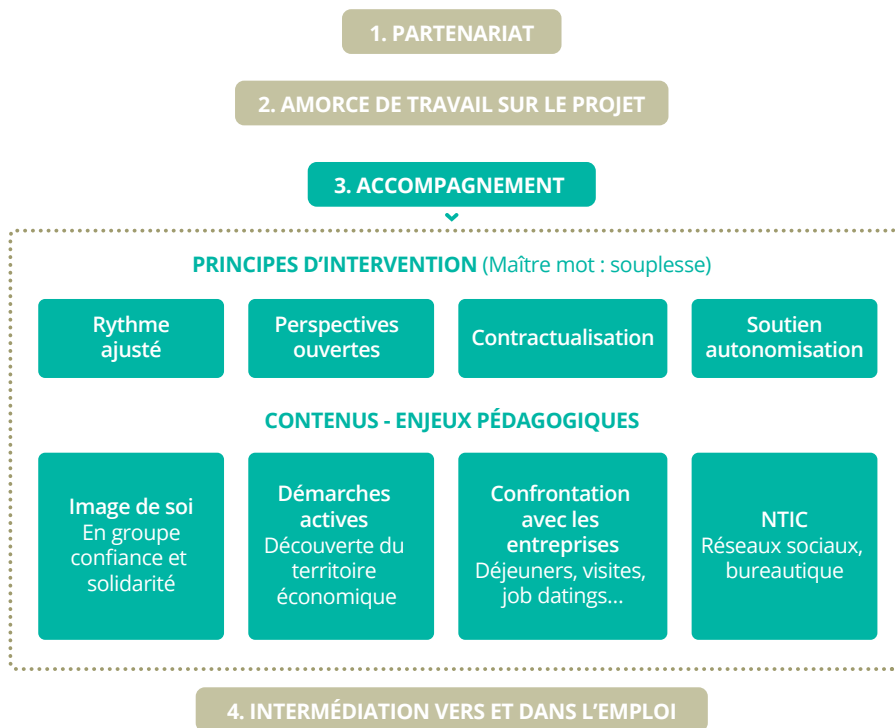 1. PARTENARIAT
2. AMORCE DE TRAVAIL SUR LE PROJET
3. ACCOMPAGNEMENT
PRINCIPES D’INTERVENTION (Maître mot : souplesse)
Rythme
ajusté
Perspectives
ouvertes
Contractualisation
Soutien
autonomisation
CONTENUS - ENJEUX PÉDAGOGIQUES
Image de soi
En groupe
confiance et
solidarité
Démarches
actives
Découverte du
territoire
économique
Confrontation
avec les
entreprises
Déjeuners, visites,
job datings...
NTIC
Réseaux sociaux,
bureautique
4. INTERMÉDIATION VERS ET DANS L’EMPLOI